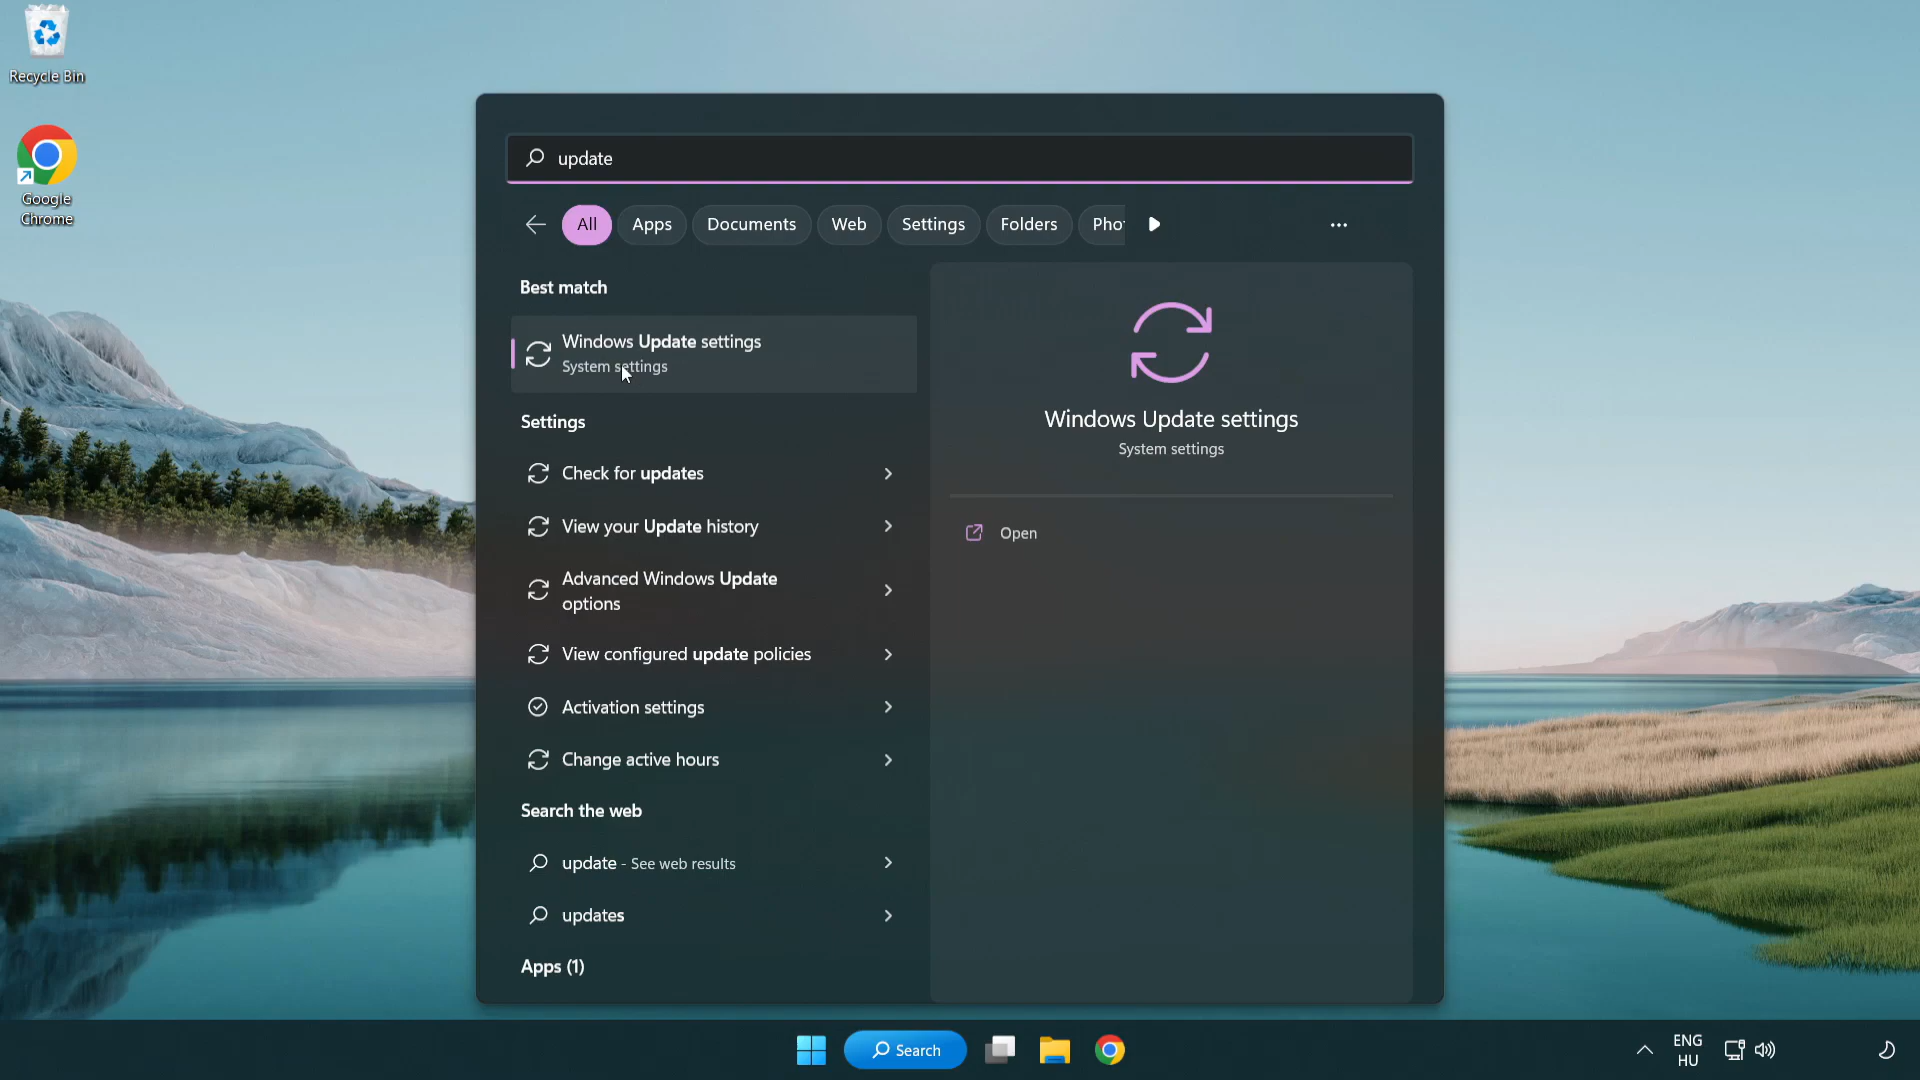 Recycle Bin
Google
Chrome
update
All
Apps
Documents
Web
Settings
Folders
Pho
Best match
Windows Update settings
System settings
Settings
Check for updates
View your Update history
Advanced Windows Update
options
View configured update policies
Activation settings
Change active hours
Search the web
update - See web results
updates
Apps (1)
Windows Update settings
System settings
Open
Search
ENG
HU